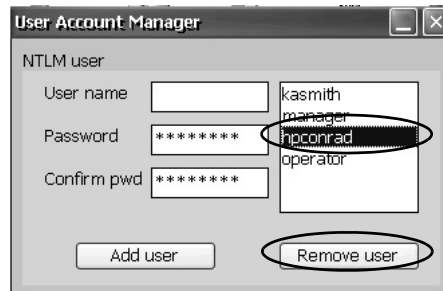 User Account Manager
NTLM user
User name
kasmith
manager
Password ********
hpconrad
operator
Confirm pwd ********
Add user
Remove user